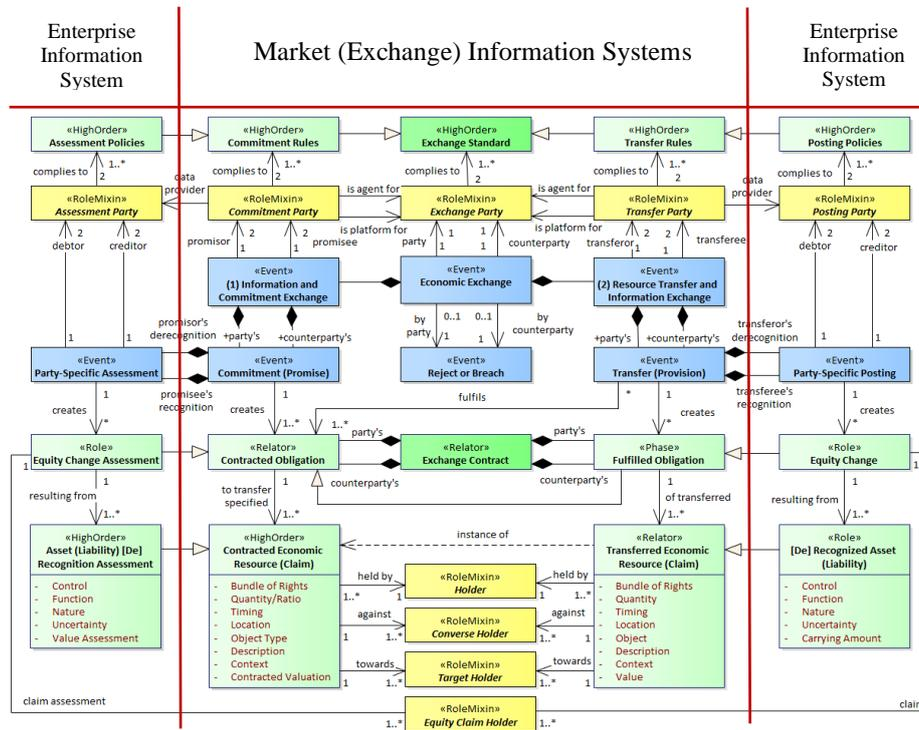 Enterprise
Information
System
Market (Exchange) Information Systems
Enterprise
Information
System
«HighOrder»
Assessment Policies
«HighOrder»
Commitment Rules
«HighOrder»
Exchange Standard
«HighOrder»
Transfer Rules
«HighOrder»
Posting Policies
complies to
1..*
2
complies to
1..*
2
complies to
1..*
2
complies to
1..*
2
complies to
1..*
2
data
provider
is agent for
is agent for
data
provider
«RoleMixin»
Assessment Party
«RoleMixin»
Commitment Party
«RoleMixin»
Exchange Party
«RoleMixin»
Transfer Party
«RoleMixin»
Posting Party
is platform for
is platform for
debtor
2
creditor
2
promisor
2
1
2
1
promisee
party
1
1
1
1
counterparty
transferor
2
1
2
1
transferee
debtor
2
creditor
2
«Event»
(1) Information and
Commitment Exchange
«Event»
Economic Exchange
«Event»
(2) Resource Transfer and
Information Exchange
promisor's
derecognition
+party's
+counterparty's
by
party
0..1
1
0..1
1
by
counterparty
+party's
+counterparty's
transferor's
derecognition
1
1
1
1
«Event»
Party-Specific Assessment
«Event»
Commitment (Promise)
«Event»
Reject or Breach
«Event»
Transfer (Provision)
«Event»
Party-Specific Posting
promisee's
recognition
transferee's
recognition
fulfils
1
creates
*
1
creates
1..*
1..*
*
1
creates
*
1
creates
*
party's
party's
«Role»
Equity Change Assessment
«Relator»
Contracted Obligation
«Relator»
Exchange Contract
«Phase»
Fulfilled Obligation
«Role»
Equity Change
1
1
counterparty's
counterparty's
1
resulting from
1..*
1
to transfer
specified
1..*
1
of transferred
1..*
1
resulting from
1..*
«HighOrder»
Asset (Liability) [De]
Recognition Assessment
- Control
- Function
- Nature
- Uncertainty
- Value Assessment
«HighOrder»
Contracted Economic
Resource (Claim)
- Bundle of Rights
- Quantity/Ratio
- Timing
- Location
- Object Type
- Description
- Context
- Contracted Valuation
instance of
held by
1..*
1
«RoleMixin»
Holder
held by
1
1..*
against
1
1..*
«RoleMixin»
Converse Holder
against
1..*
1
towards
1
1..*
«RoleMixin»
Target Holder
towards
1..*
1
«Relator»
Transferred Economic
Resource (Claim)
- Bundle of Rights
- Quantity
- Timing
- Location
- Object
- Description
- Context
- Value
«Role»
[De] Recognized Asset
(Liability)
- Control
- Function
- Nature
- Uncertainty
- Carrying Amount
claim assessment
1..*
«RoleMixin»
Equity Claim Holder
1..*
claim